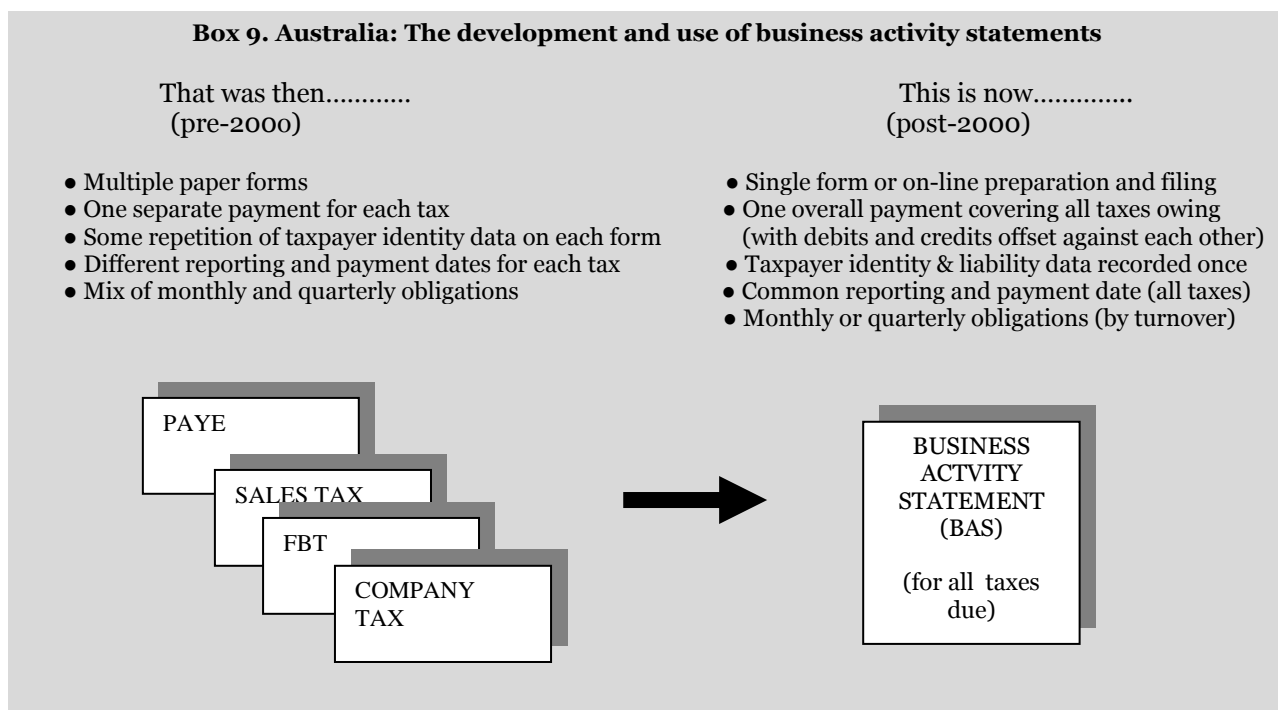 Box 9. Australia: The development and use of business activity statements
That was then............
(pre-2000)
● Multiple paper forms
● One separate payment for each tax
● Some repetition of taxpayer identity data on each form
● Different reporting and payment dates for each tax
● Mix of monthly and quarterly obligations
This is now..............
(post-2000)
● Single form or on-line preparation and filing
● One overall payment covering all taxes owing
(with debits and credits offset against each other)
● Taxpayer identity & liability data recorded once
● Common reporting and payment date (all taxes)
● Monthly or quarterly obligations (by turnover)
PAYE
SALES TAX
FBT
COMPANY
TAX
BUSINESS
ACTVITY
STATEMENT
(BAS)
(for all taxes
due)